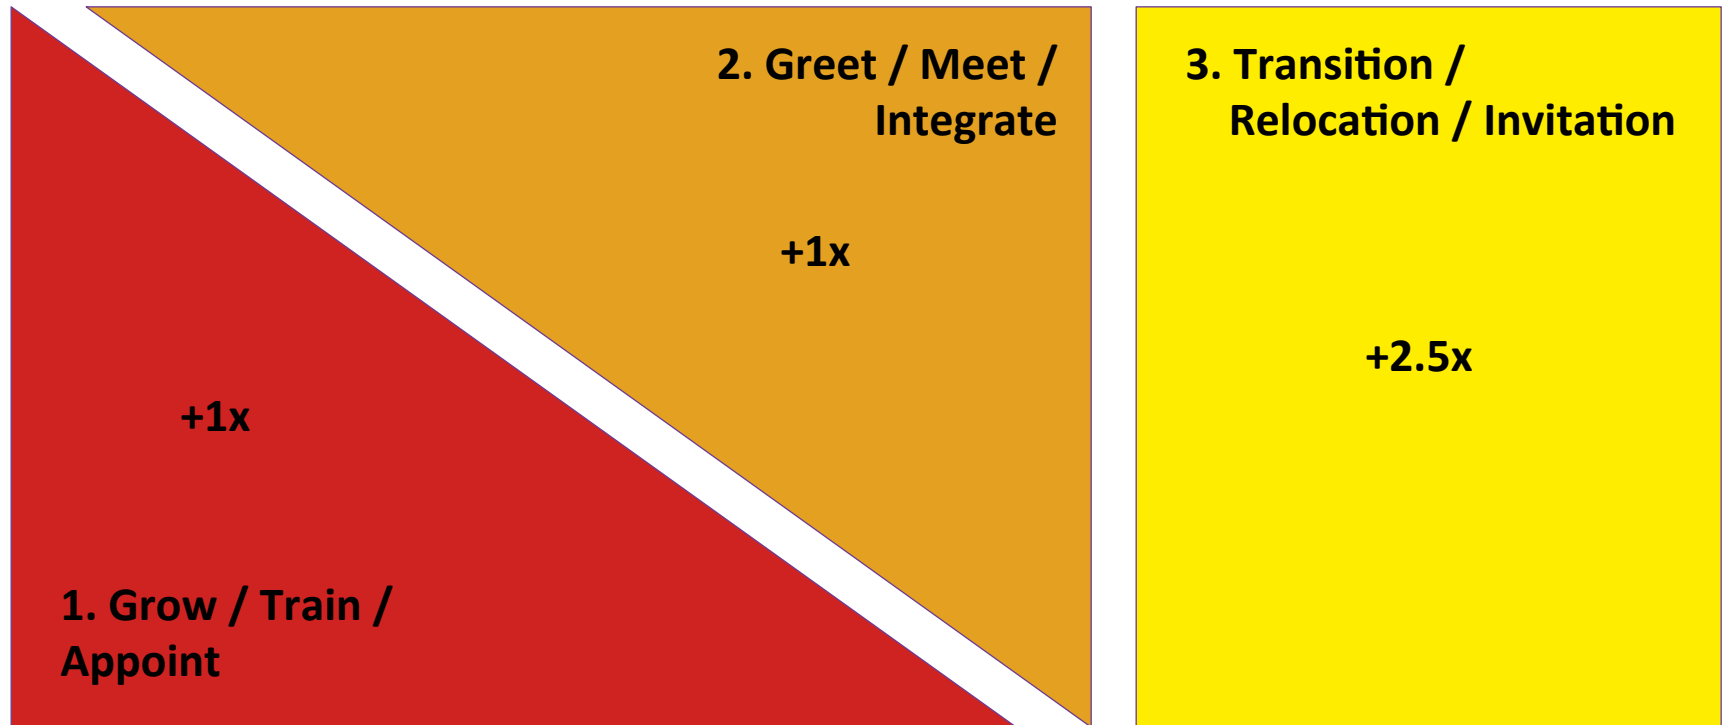 2. Greet / Meet /
Integrate
+1x
3. Transition /
Relocation / Invitation
+2.5x
+1x
1. Grow / Train /
Appoint